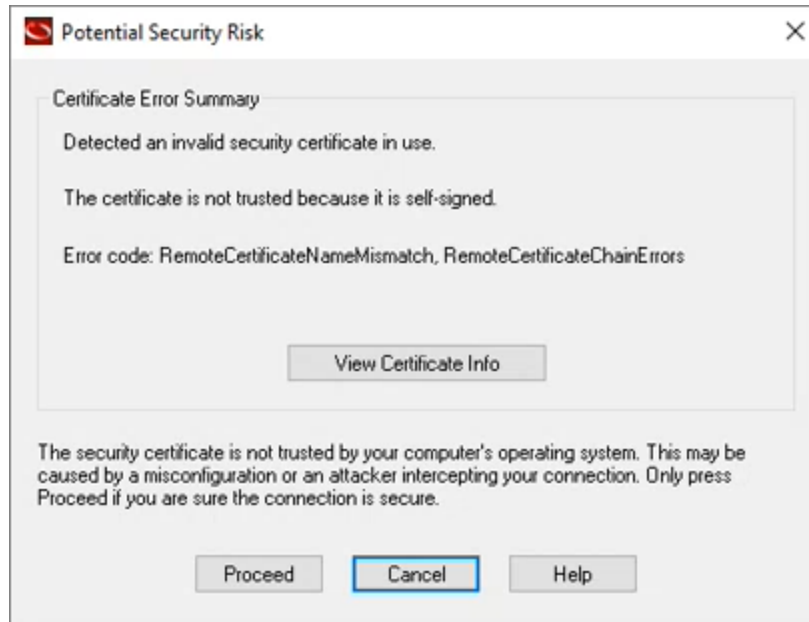 Potential Security Risk
Certificate Error Summary
Detected an invalid security certificate in use.
The certificate is not trusted because it is self-signed.
Error code: RemoteCertificateNameMismatch, RemoteCertificateChainErrors
View Certificate Info
The security certificate is not trusted by your computer's operating system. This may be
caused by a misconfiguration or an attacker intercepting your connection. Only press
Proceed if you are sure the connection is secure.
Proceed Cancel Help